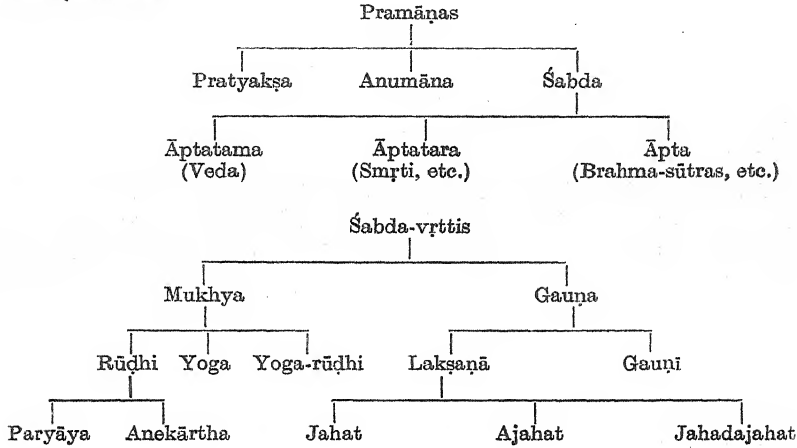 Pramāṇas
Pratyakṣa Anumāna Śabda
Āptatama Āptatara Āpta
(Veda) (Smṛti, etc.) (Brahma-sūtras, etc.)
Śabda-vṛttis
Mukhya Gauṇa
Rūḍhi Yoga Yoga-rūḍhi Lakṣaṇā Gauṇī
Paryāya Anekārtha Jahat Ajahat Jahadajahat